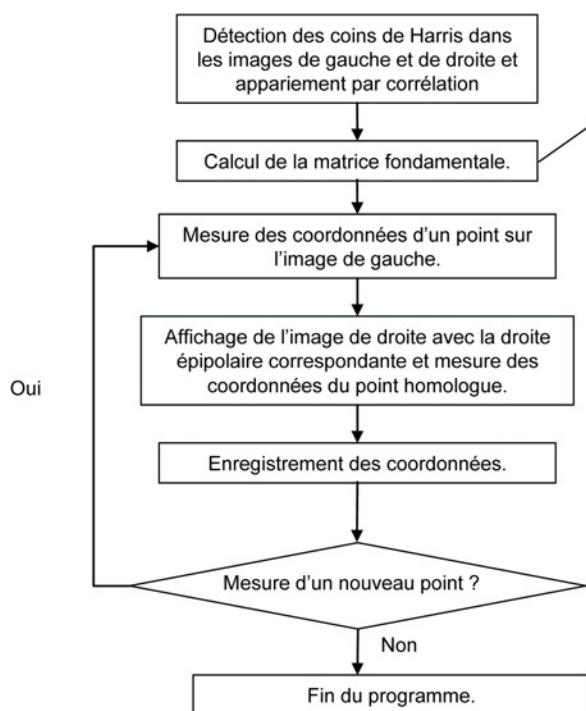 Détection des coins de Harris dans
les images de gauche et de droite et
appariement par corrélation
Calcul de la matrice fondamentale.
Mesure des coordonnées d’un point sur
l’image de gauche.
Affichage de l’image de droite avec la droite
épipolaire correspondante et mesure des
coordonnées du point homologue.
Oui
Enregistrement des coordonnées.
Mesure d’un nouveau point ?
Non
Fin du programme.